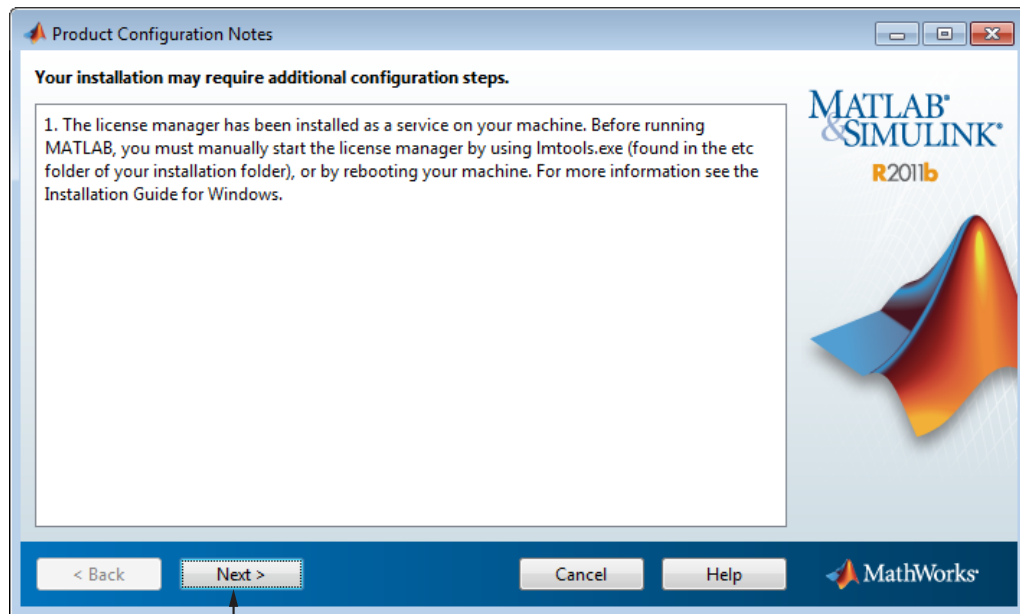 Product Configuration Notes
Your installation may require additional configuration steps.
1. The license manager has been installed as a service on your machine. Before running
MATLAB, you must manually start the license manager by using lmtools.exe (found in the etc
folder of your installation folder), or by rebooting your machine. For more information see the
Installation Guide for Windows.
MATLAB®
&SIMULINK®
R2011b
< Back
Next >
Cancel
Help
MathWorks®